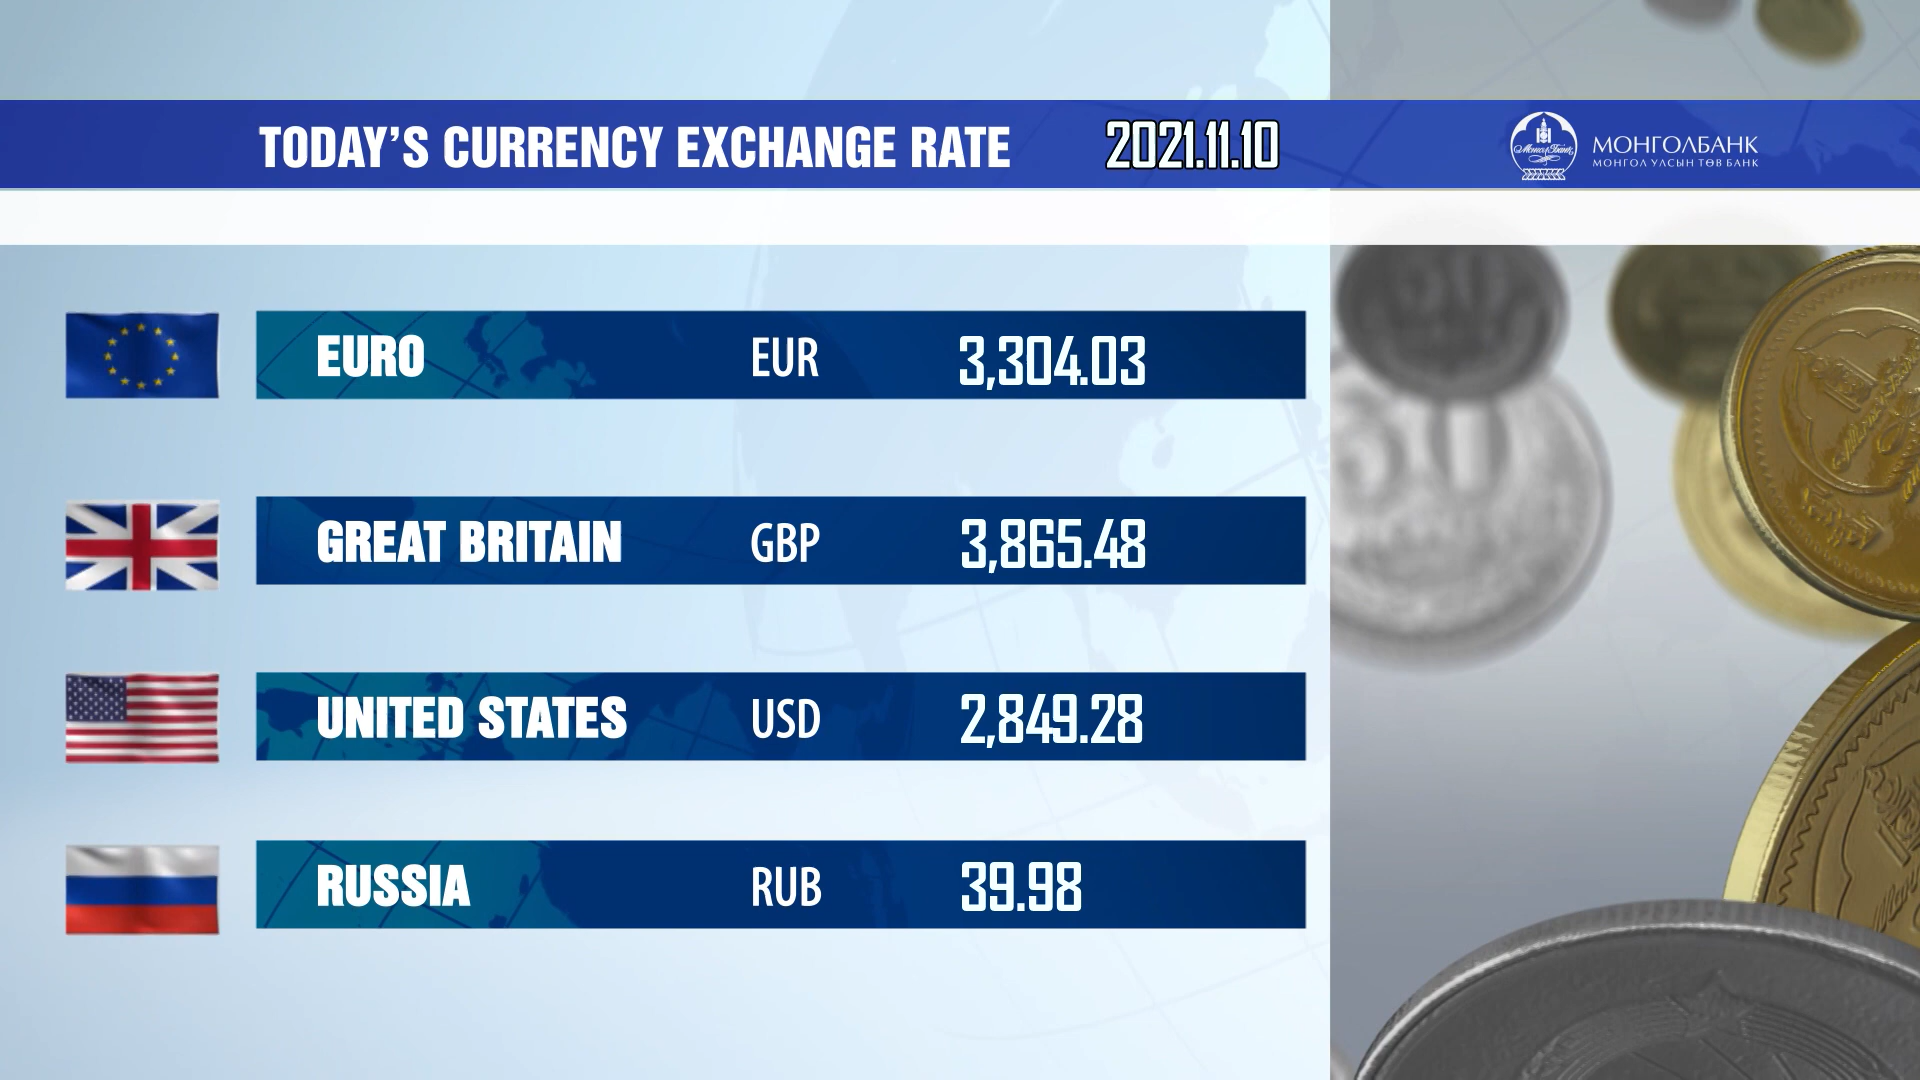 TODAY'S CURRENCY EXCHANGE RATE 2021.11.10
МОНГОЛБАНК
МОНГОЛ УЛСЫН ТӨВ БАНК
EURO EUR 3,304.03
GREAT BRITAIN GBP 3,865.48
UNITED STATES USD 2,849.28
RUSSIA RUB 39.98